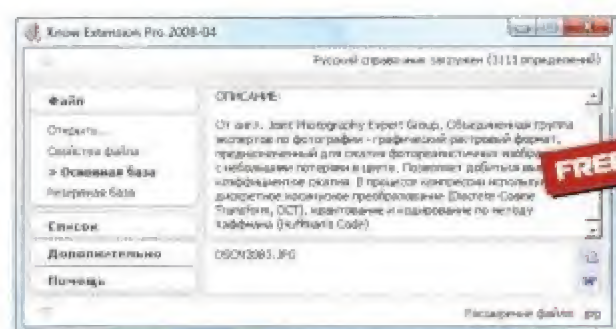 Know Extension Pro 2008-04
Русский справочник загружен (3113 определений)
Файл
Открыть...
Свойства файла
» Основная база
Резервная база
Список
Дополнительно
Помощь
ОПИСАНИЕ:
От англ. Joint Photography Expert Group, Объединенная группа
экспертов по фотографии - графический растровый формат,
предназначенный для сжатия фотореалистичных изобра
с небольшими потерями в цвете. Позволяет добиться вы
коэффициентов сжатия. В процессе компрессии использу
дискретное косинусное преобразование (Discrete-Cosine
Transform, DCT), квантование и кодирование по методу
Хаффмана (Huffman's Code)
FREE
DSCN3085.JPG
Расширение файла: jpg